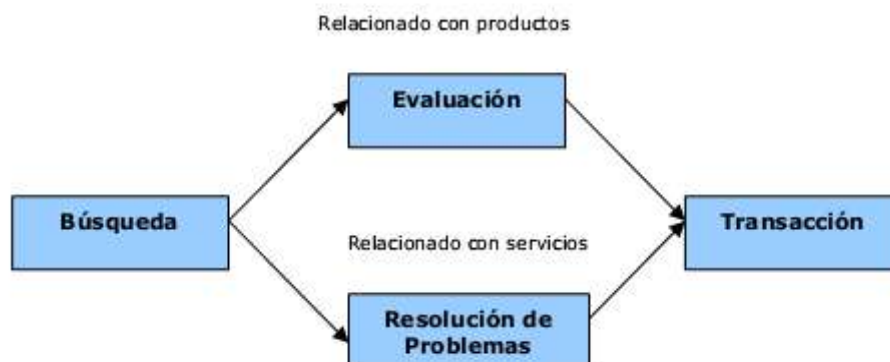 Relacionado con productos
Evaluación
Búsqueda
Transacción
Relacionado con servicios
Resolución de
Problemas